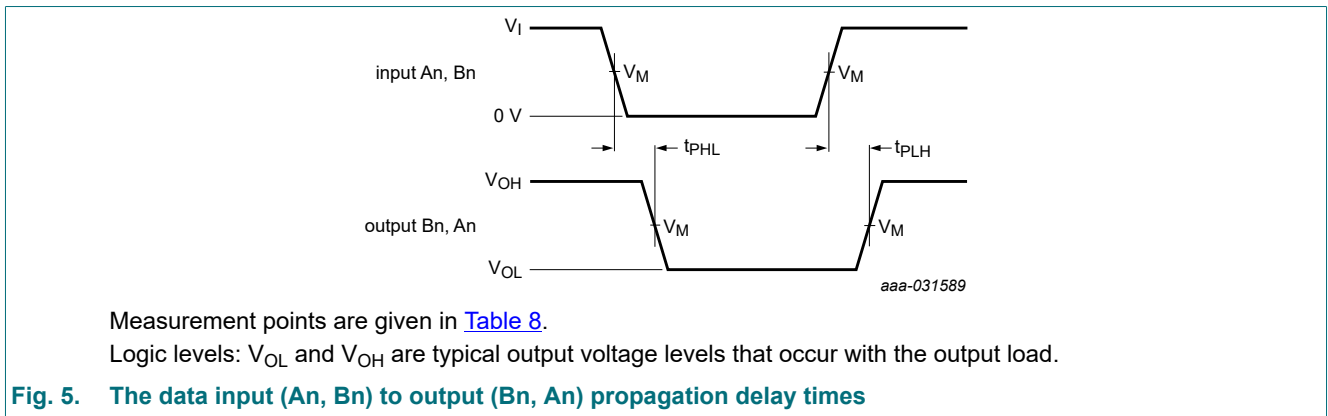 VI
input An, Bn
VM
VM
0 V
tPHL
tPLH
VOH
output Bn, An
VM
VM
VOL
aaa-031589
Measurement points are given in Table 8.
Logic levels: VOL and VOH are typical output voltage levels that occur with the output load.
Fig. 5. The data input (An, Bn) to output (Bn, An) propagation delay times